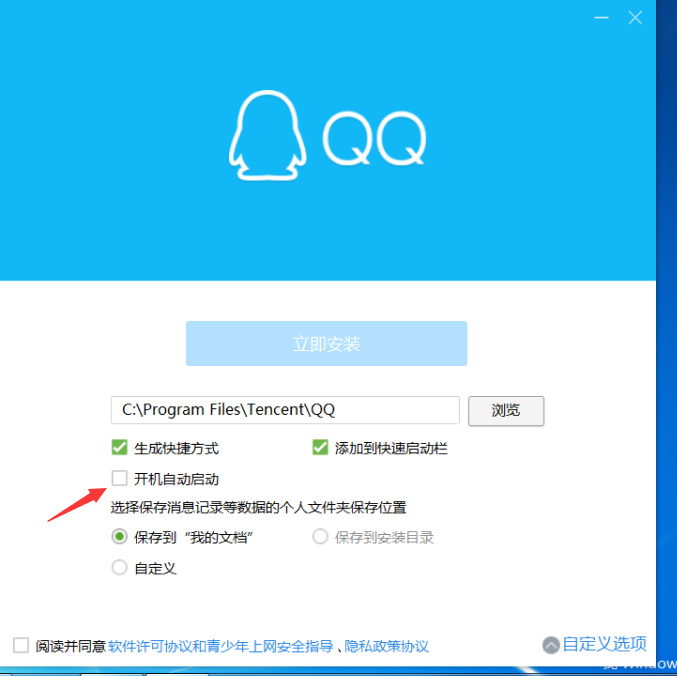 QQ
立即安装
C:\Program Files\Tencent\QQ 浏览
生成快捷方式 添加到快速启动栏
开机自动启动
选择保存消息记录等数据的个人文件夹保存位置
保存到“我的文档” 保存到安装目录
自定义
阅读并同意软件许可协议和青少年上网安全指导、隐私政策协议 自定义选项